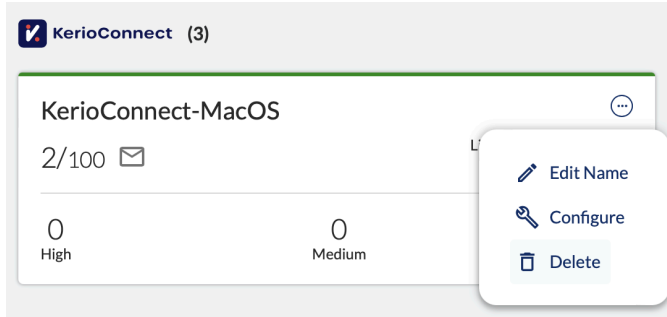 KerioConnect (3)
KerioConnect-MacOS
2/100
0
High
0
Medium
Edit Name
Configure
Delete